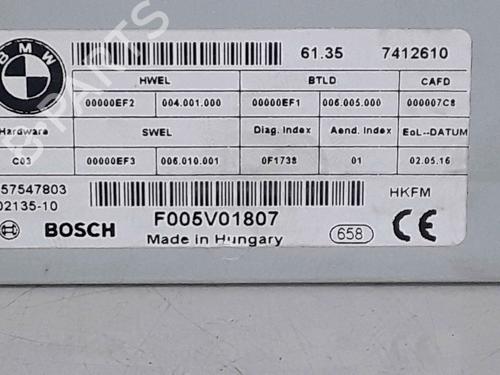 BMW
61.35 7412610
HWEL BTLD CAFD
00000EF2 004.001.000 00000EF1 006.005.000 000007C8
Hardware SWEL Diag. Index Aend. Index EoL--DATUM
C03 00000EF3 006.010.001 0F1738 01 02.05.16
57547803 HKFM
02135-10 F005V01807
BOSCH Made in Hungary 658 CE